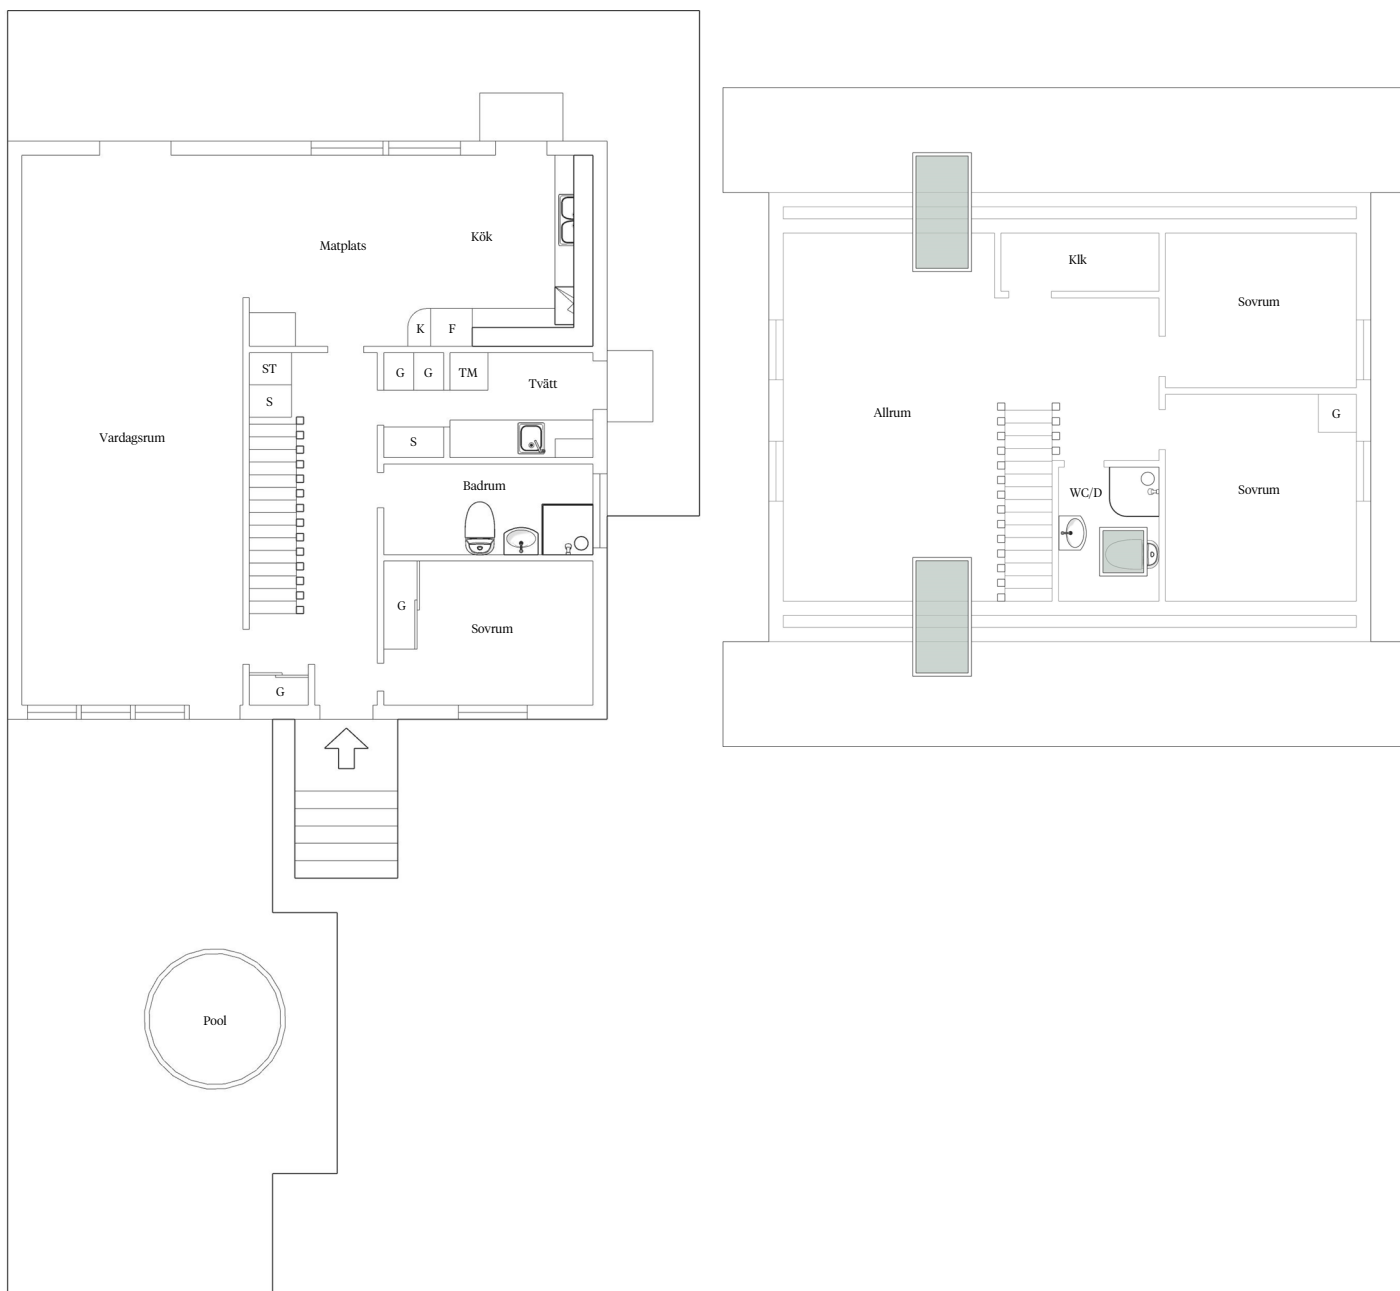 Kök
Matplats
K
F
ST
G
G
TM
Tvätt
S
Vardagsrum
S
Badrum
G
Sovrum
G
Pool
Klk
Sovrum
Allrum
G
WC/D
Sovrum